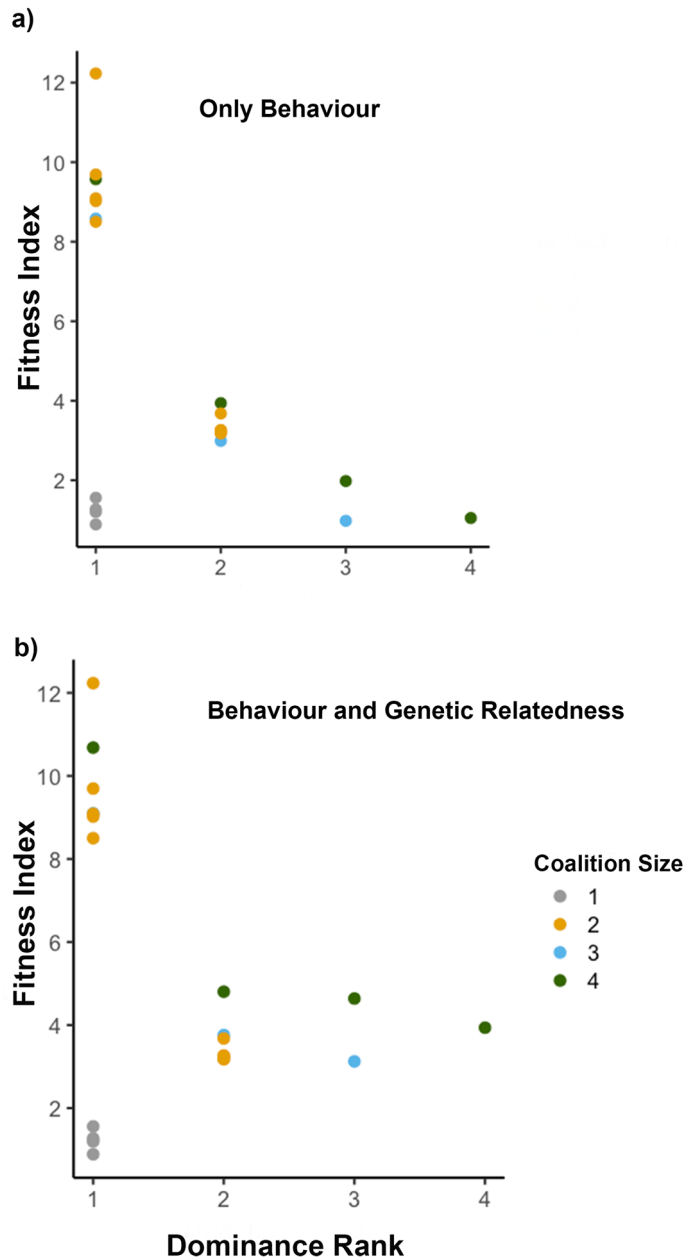 a)
12
Only Behaviour
10
8
6
4
2
Fitness Index
1 2 3 4
b)
12
Behaviour and Genetic Relatedness
10
8
6
4
2
Fitness Index
Coalition Size
1
2
3
4
1 2 3 4
Dominance Rank